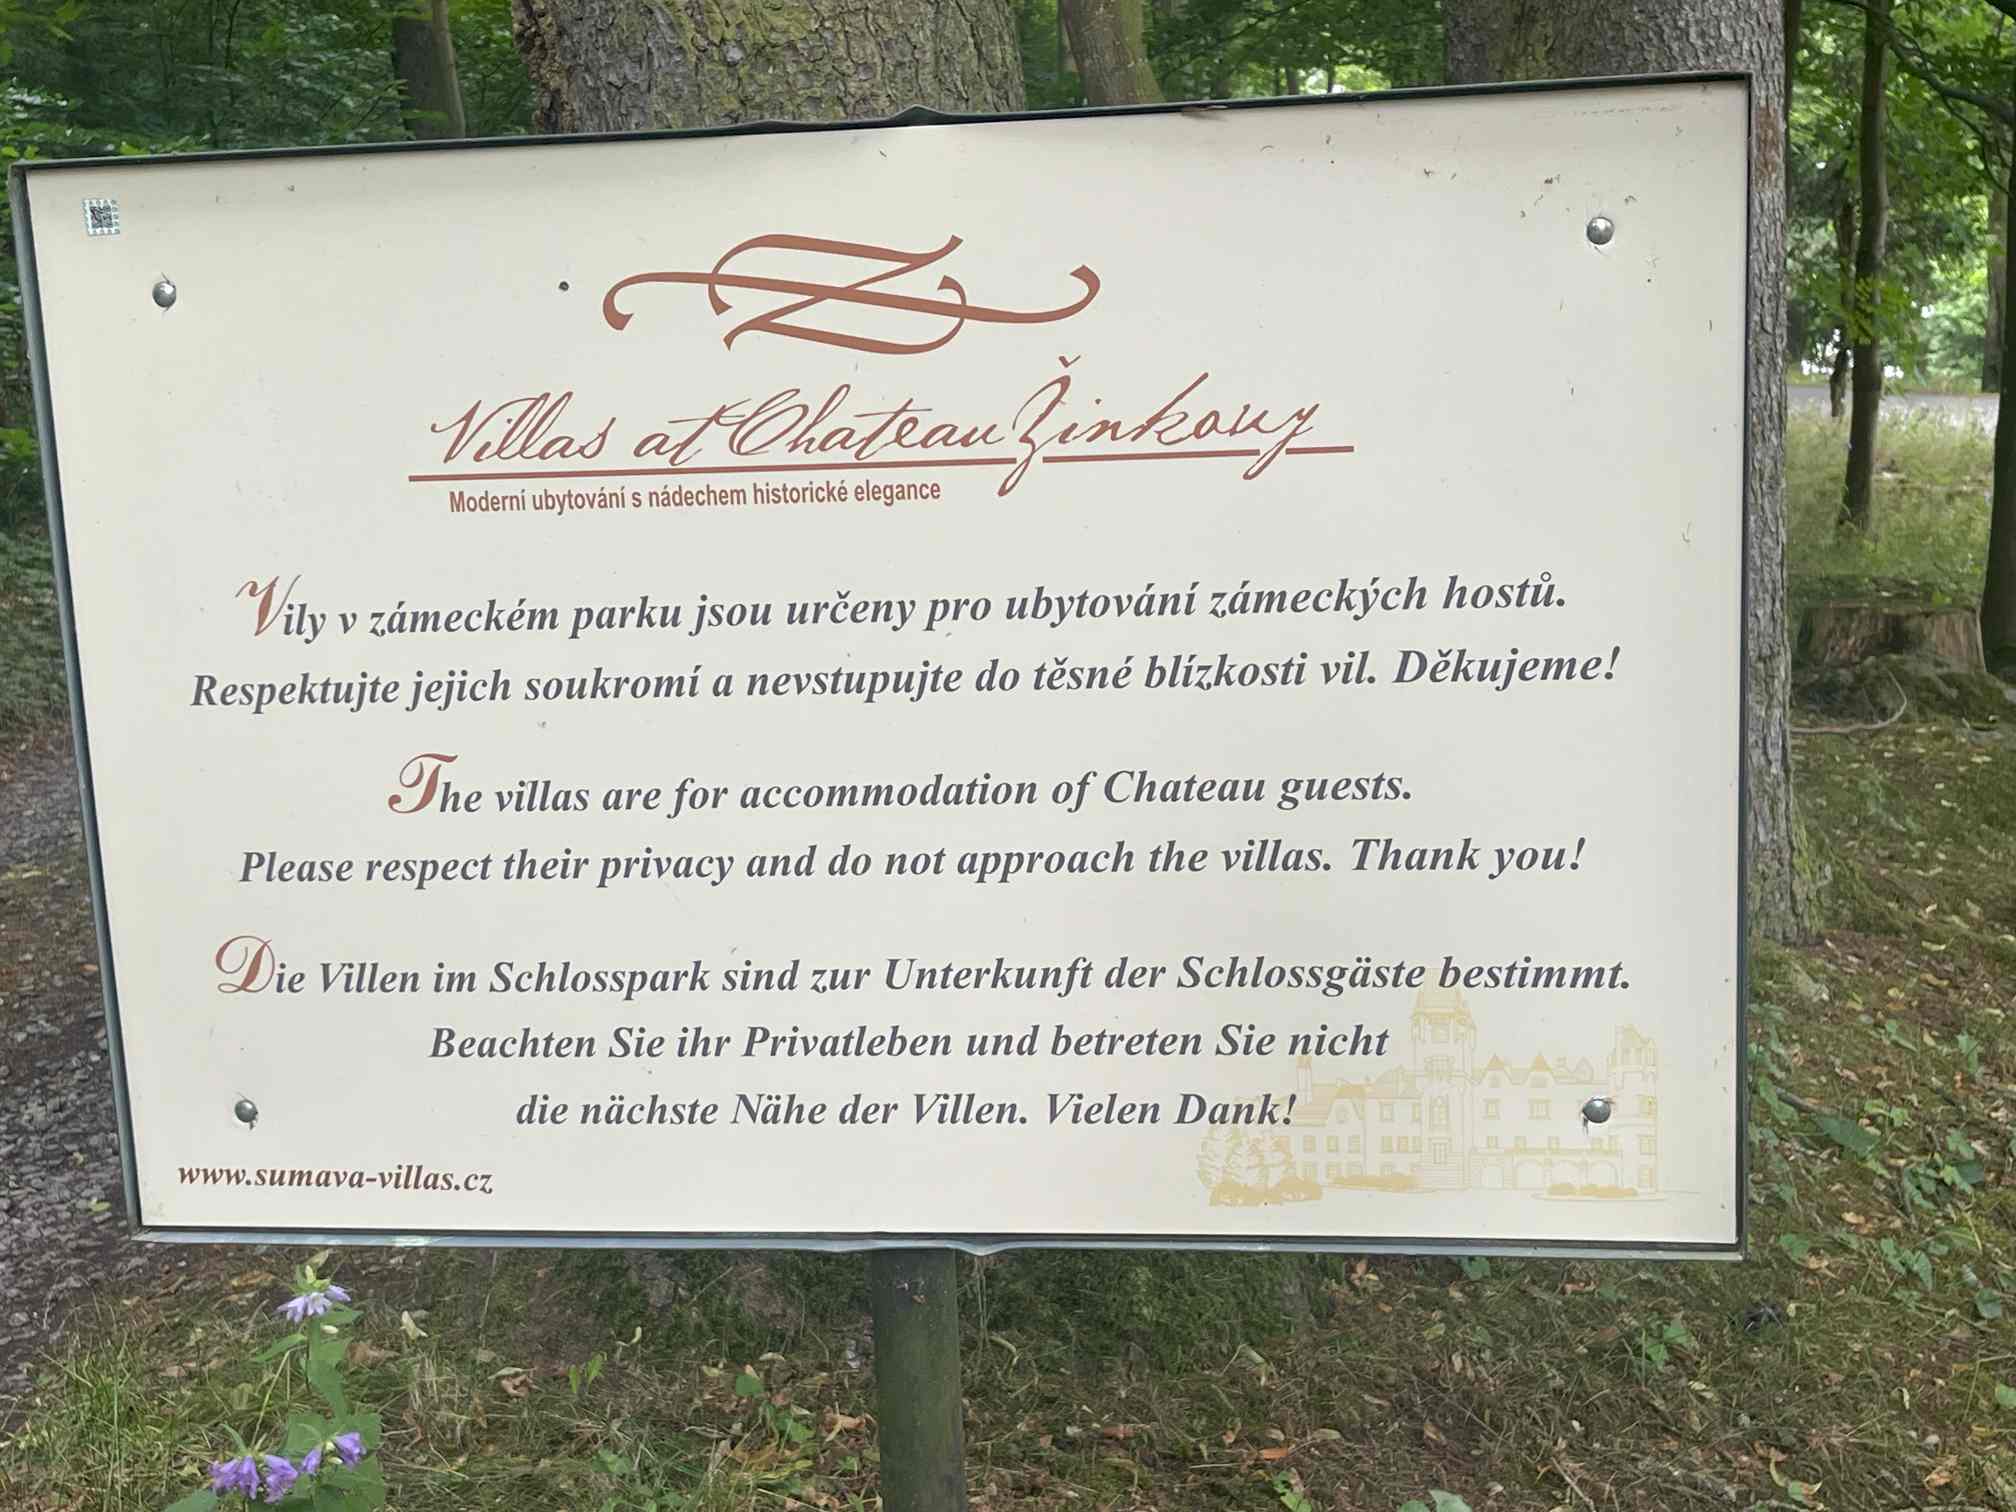 Villas at Chateau Žinkovy
Moderní ubytování s nádechem historické elegance
Vily v zámeckém parku jsou určeny pro ubytování zámeckých hostů.
Respektujte jejich soukromí a nevstupujte do těsné blízkosti vil. Děkujeme!
The villas are for accommodation of Chateau guests.
Please respect their privacy and do not approach the villas. Thank you!
Die Villen im Schlosspark sind zur Unterkunft der Schlossgäste bestimmt.
Beachten Sie ihr Privatleben und betreten Sie nicht
die nächste Nähe der Villen. Vielen Dank!
www.sumava-villas.cz